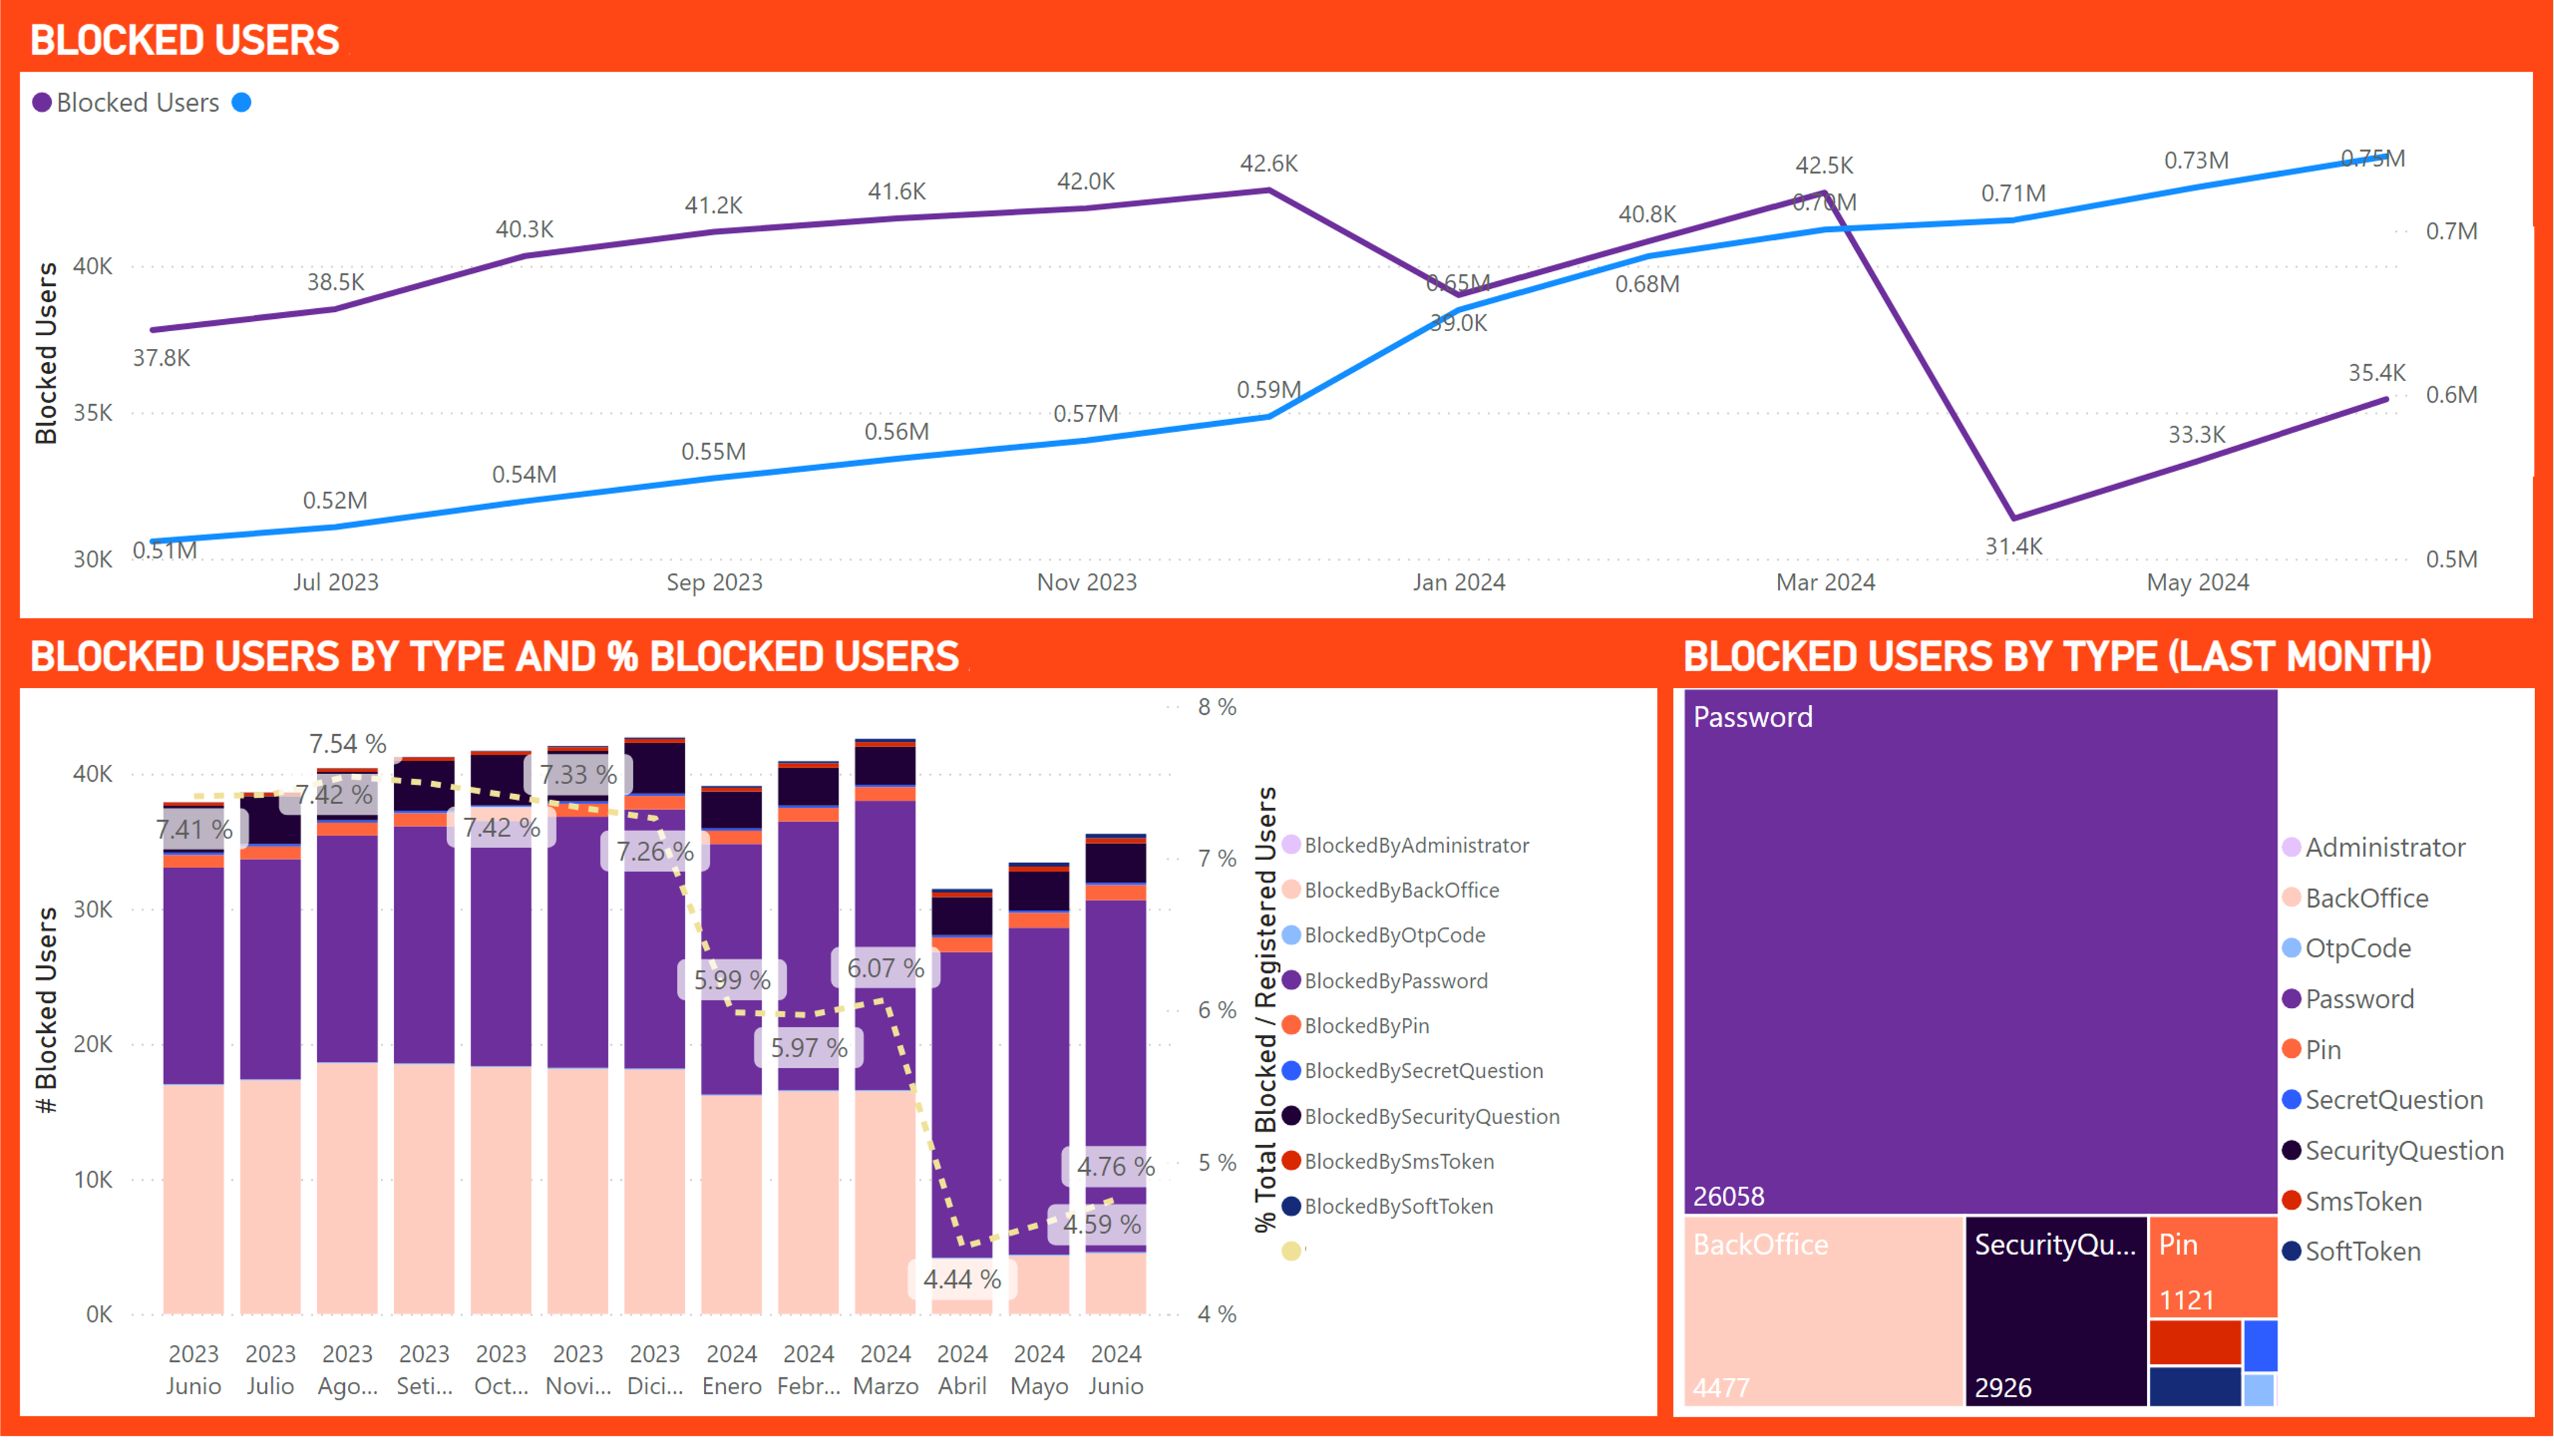 BLOCKED USERS
Blocked Users
42.6K
42.5K
0.75M
0.73M
42.0K
41.6K
0.70M
0.71M
41.2K
40.8K
40.3K
0.7M
40K
38.5K
0.65M
0.68M
39.0K
37.8K
Blocked Users
35.4K
0.59M
0.6M
35K
0.57M
0.56M
33.3K
0.55M
0.54M
0.52M
0.51M
31.4K
30K
0.5M
Jul 2023
Sep 2023
Nov 2023
Jan 2024
Mar 2024
May 2024
BLOCKED USERS BY TYPE AND % BLOCKED USERS
8 %
7.54 %
40K
7.33 %
7.42 %
7.41 %
7.42 %
7.26 %
7 %
30K
5.99 %
6.07 %
6 %
20K
5.97 %
# Blocked Users
10K
4.76 %
5 %
4.59 %
4.44 %
0K
4 %
2023 Junio
2023 Julio
2023 Ago...
2023 Seti...
2023 Oct...
2023 Novi...
2023 Dici...
2024 Enero
2024 Febr...
2024 Marzo
2024 Abril
2024 Mayo
2024 Junio
% Total Blocked / Registered Users
BlockedByAdministrator
BlockedByBackOffice
BlockedByOtpCode
BlockedByPassword
BlockedByPin
BlockedBySecretQuestion
BlockedBySecurityQuestion
BlockedBySmsToken
BlockedBySoftToken
BLOCKED USERS BY TYPE (LAST MONTH)
Password
26058
BackOffice
4477
SecurityQu...
2926
Pin
1121
Administrator
BackOffice
OtpCode
Password
Pin
SecretQuestion
SecurityQuestion
SmsToken
SoftToken